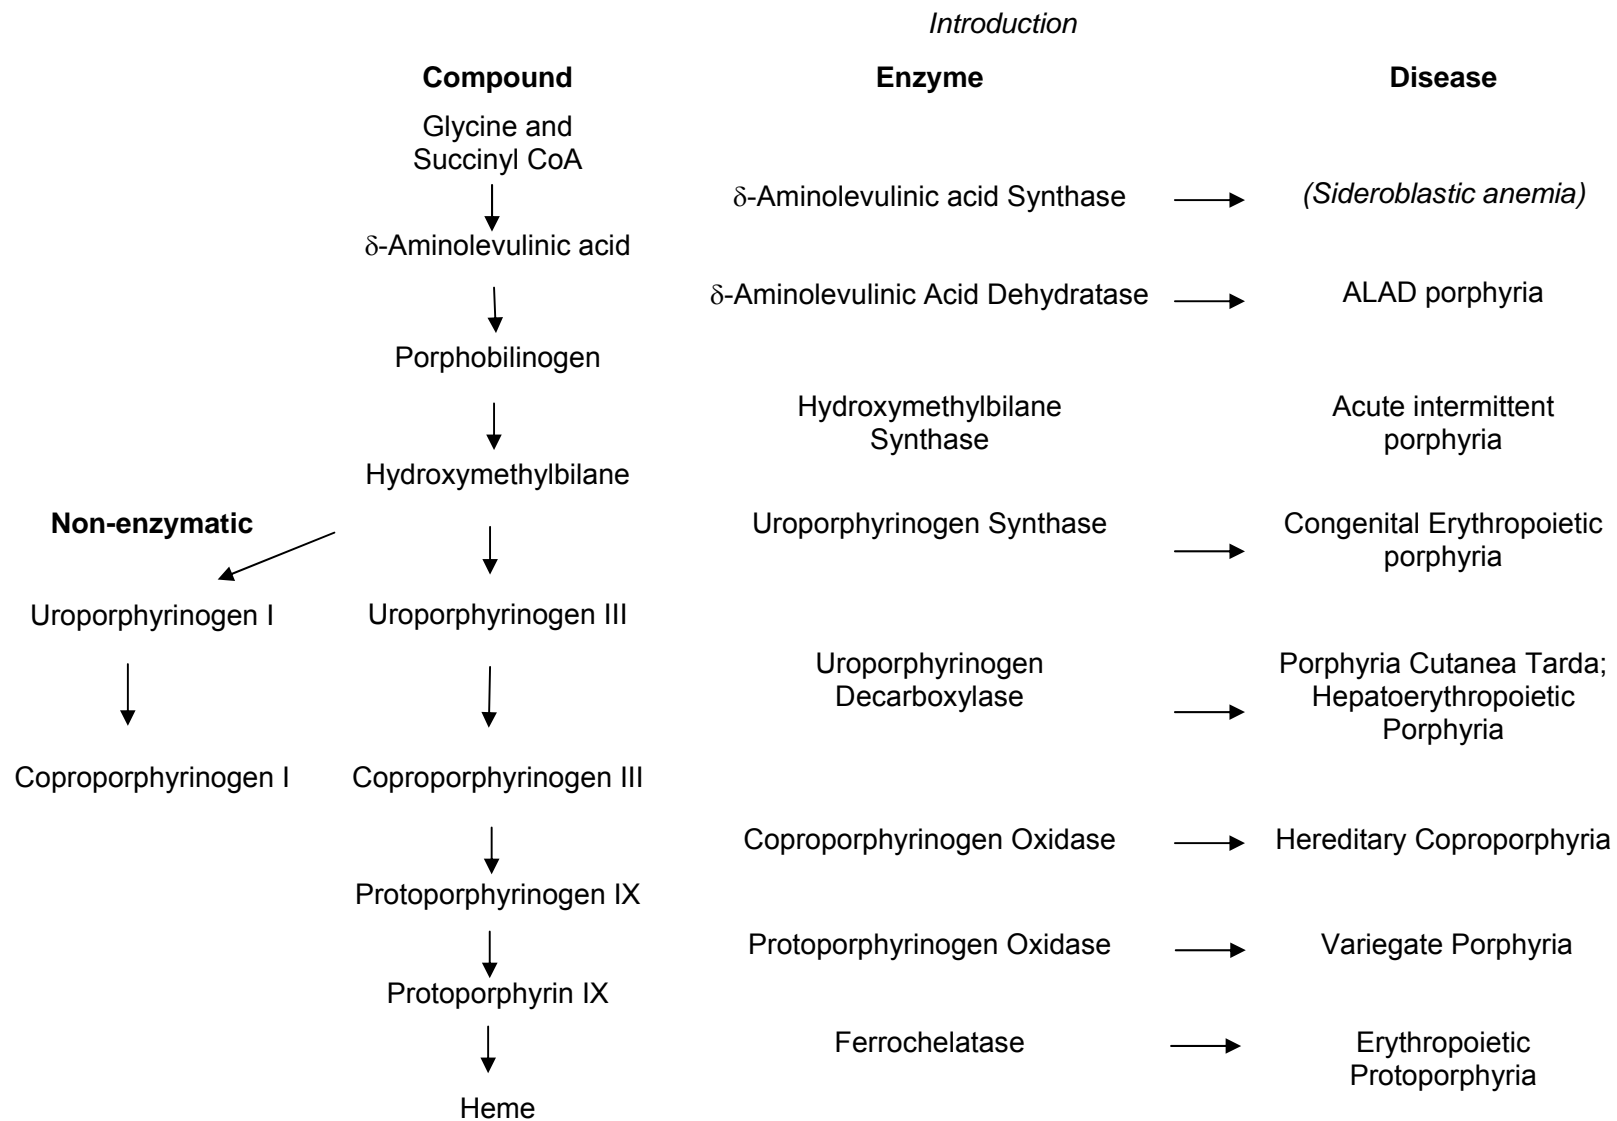 Introduction
Compound
Enzyme
Disease
Glycine and
Succinyl CoA
δ-Aminolevulinic acid Synthase
(Sideroblastic anemia)
δ-Aminolevulinic acid
δ-Aminolevulinic Acid Dehydratase
ALAD porphyria
Porphobilinogen
Hydroxymethylbilane
Synthase
Acute intermittent
porphyria
Hydroxymethylbilane
Non-enzymatic
Uroporphyrinogen Synthase
Congenital Erythropoietic
porphyria
Uroporphyrinogen I
Uroporphyrinogen III
Uroporphyrinogen
Decarboxylase
Porphyria Cutanea Tarda;
Hepatoerythropoietic
Porphyria
Coproporphyrinogen I
Coproporphyrinogen III
Coproporphyrinogen Oxidase
Hereditary Coproporphyria
Protoporphyrinogen IX
Protoporphyrinogen Oxidase
Variegate Porphyria
Protoporphyrin IX
Ferrochelatase
Erythropoietic
Protoporphyria
Heme